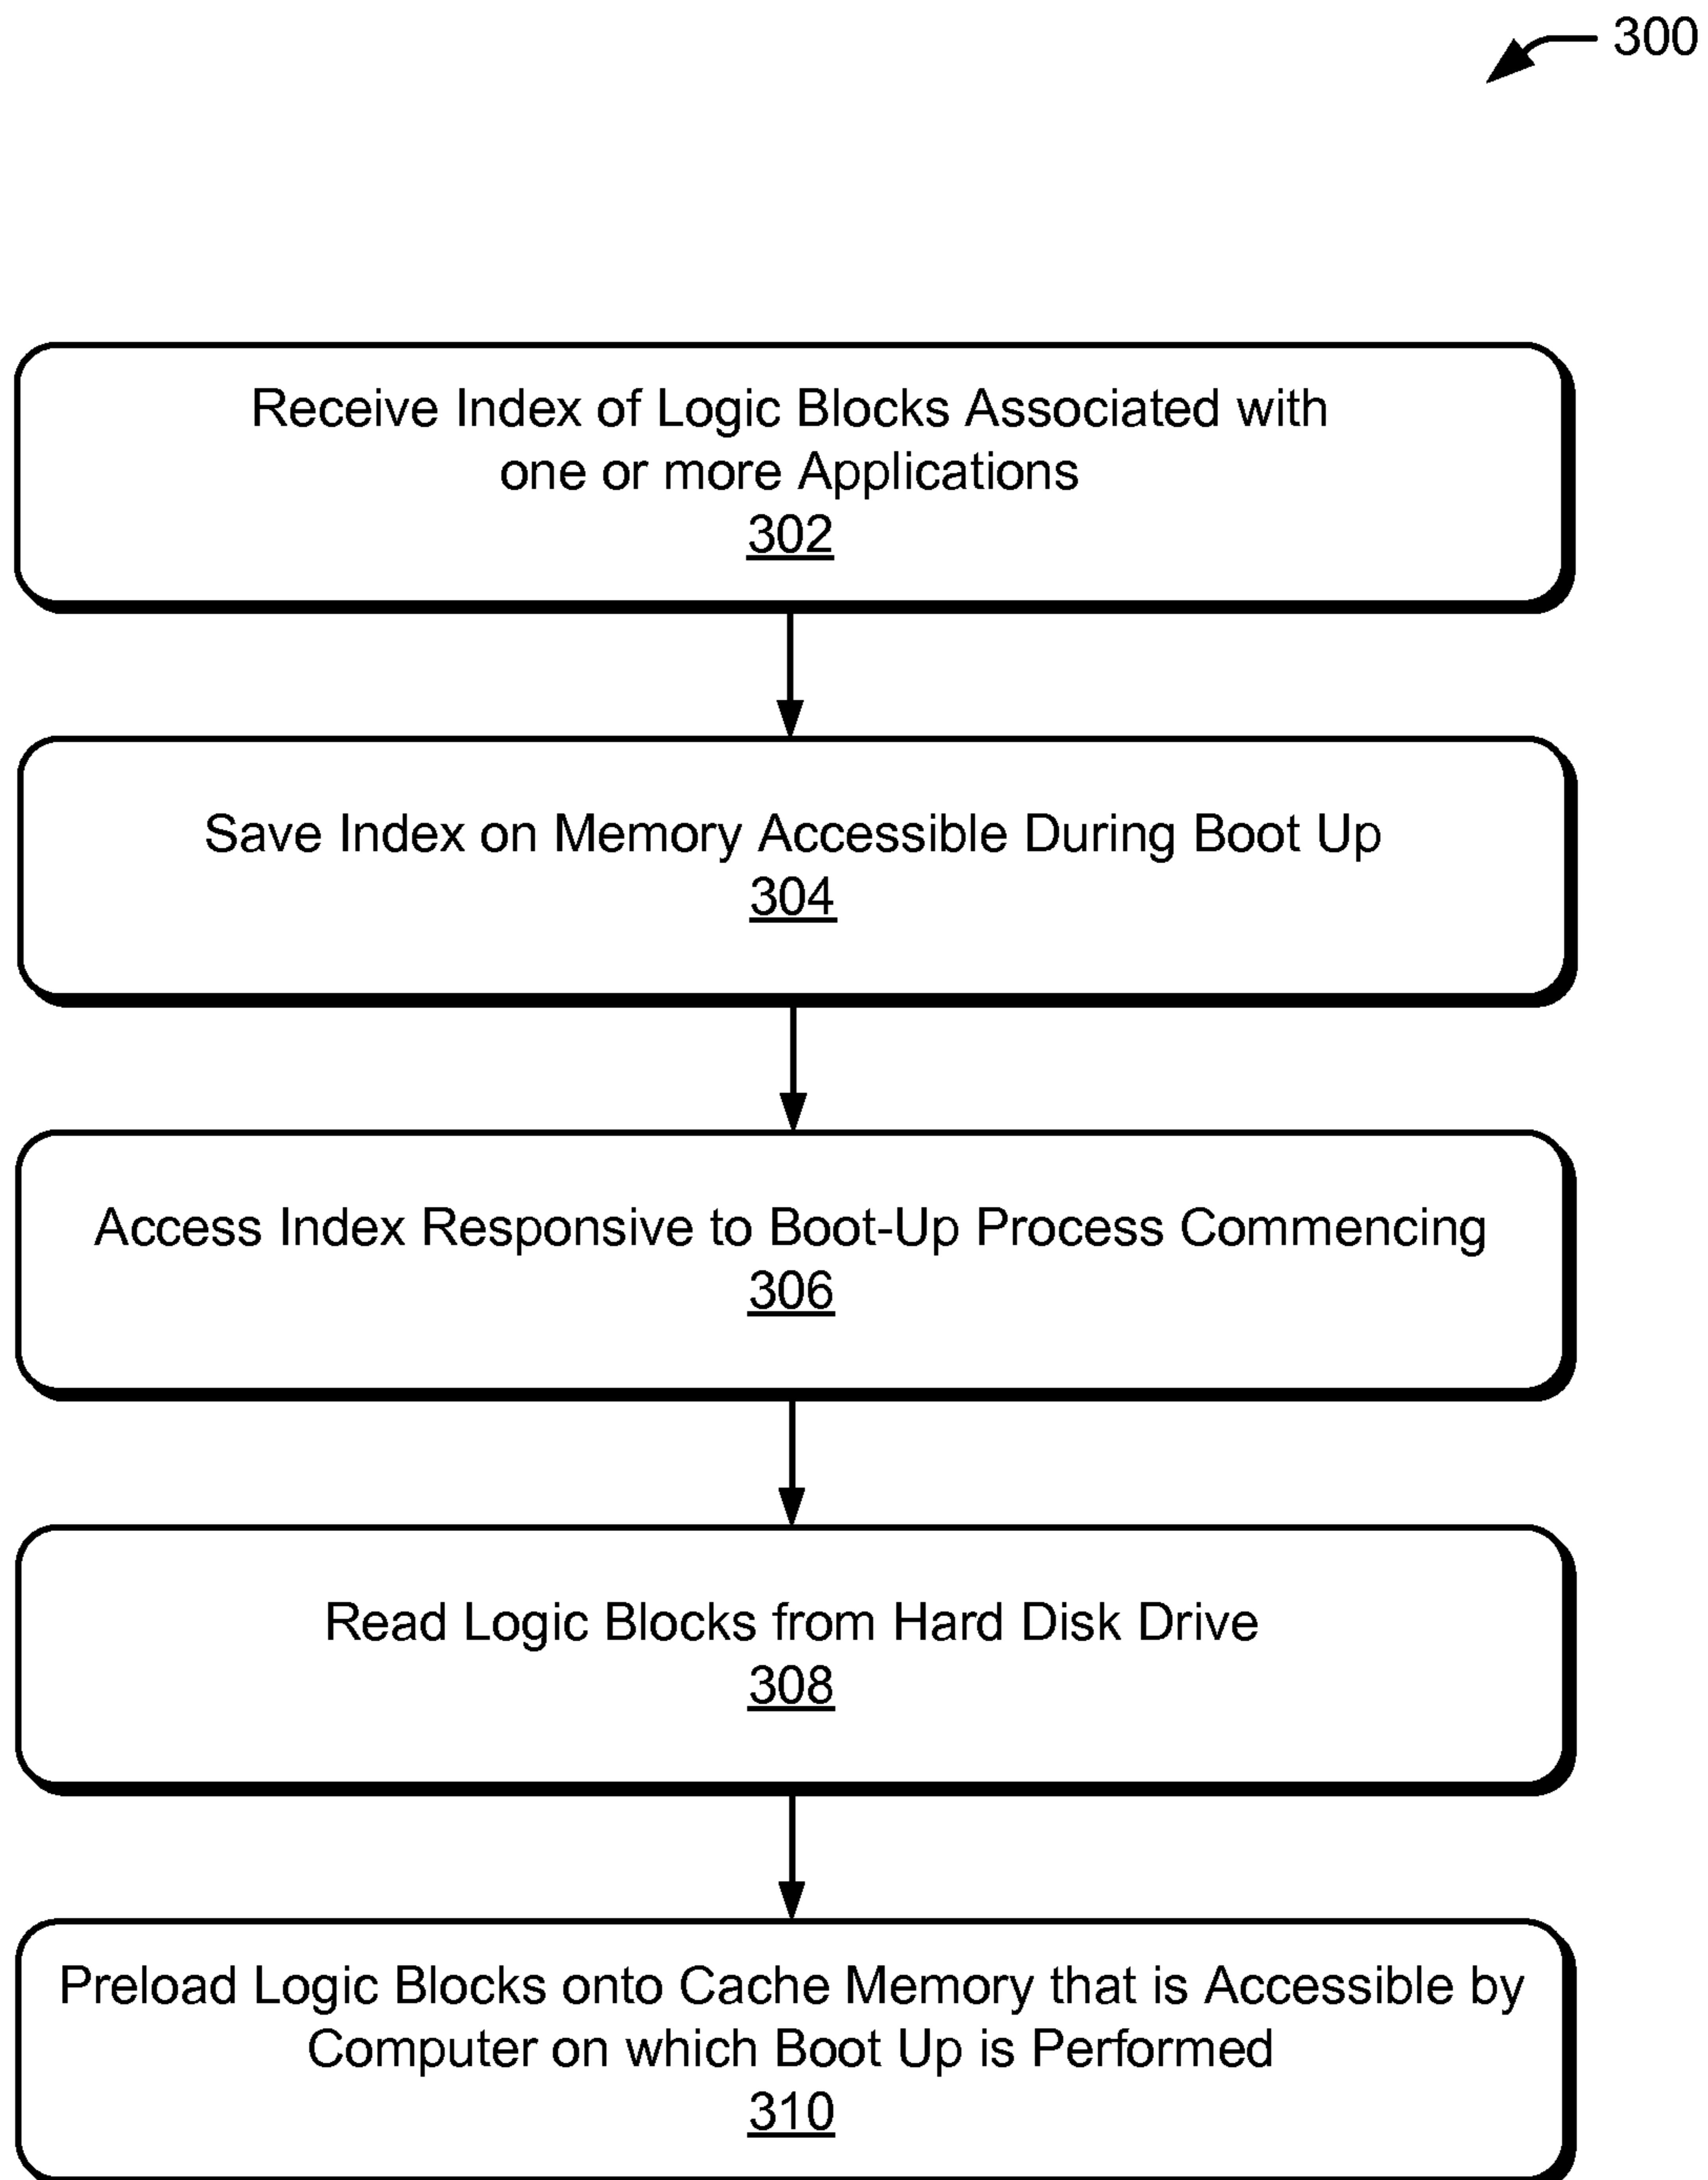 300
Receive Index of Logic Blocks Associated with
one or more Applications
302
Save Index on Memory Accessible During Boot Up
304
Access Index Responsive to Boot-Up Process Commencing
306
Read Logic Blocks from Hard Disk Drive
308
Preload Logic Blocks onto Cache Memory that is Accessible by
Computer on which Boot Up is Performed
310